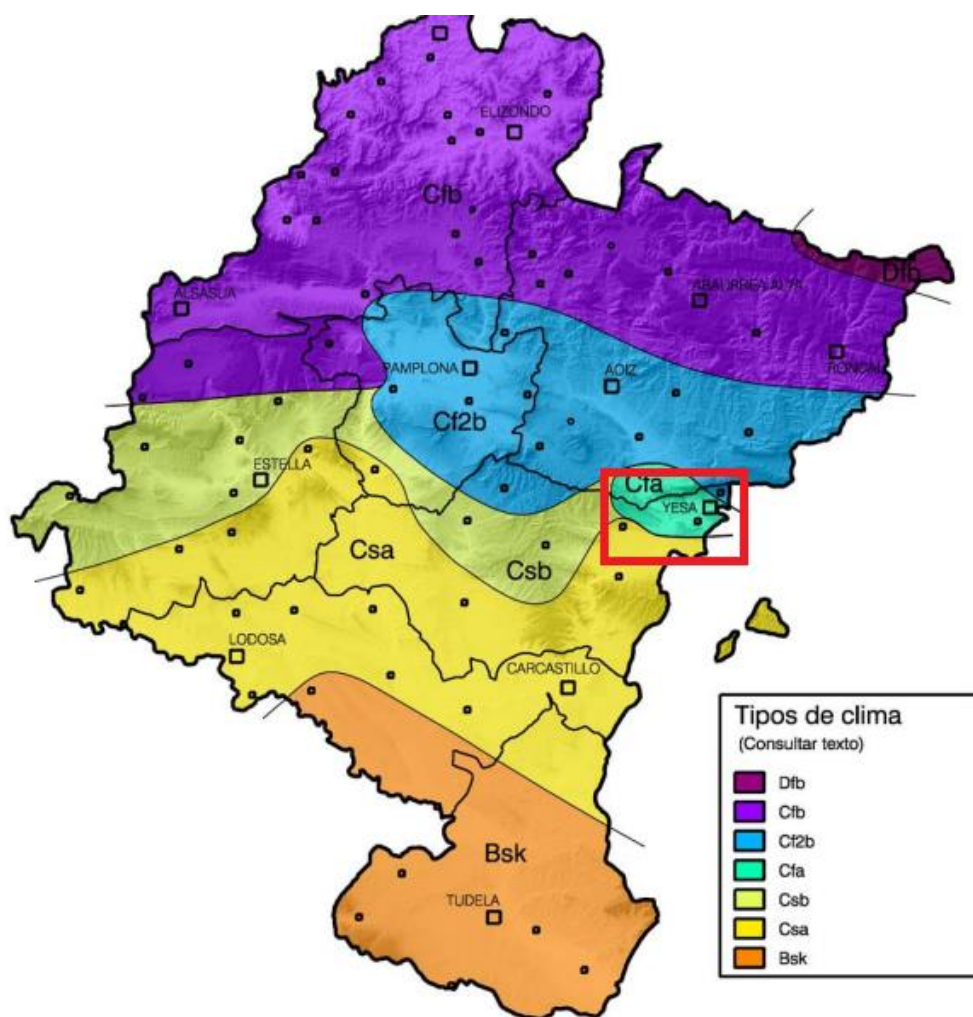 ELIZONDO
Cfb
Dfb
ALSASUA
ABAURREA ALTA
RONCAL
PAMPLONA
AOIZ
Cf2b
ESTELLA
Cfa
YESA
Csa
Csb
LODOSA
CARCASTILLO
Bsk
TUDELA
Tipos de clima
(Consultar texto)
Dfb
Cfb
Cf2b
Cfa
Csb
Csa
Bsk